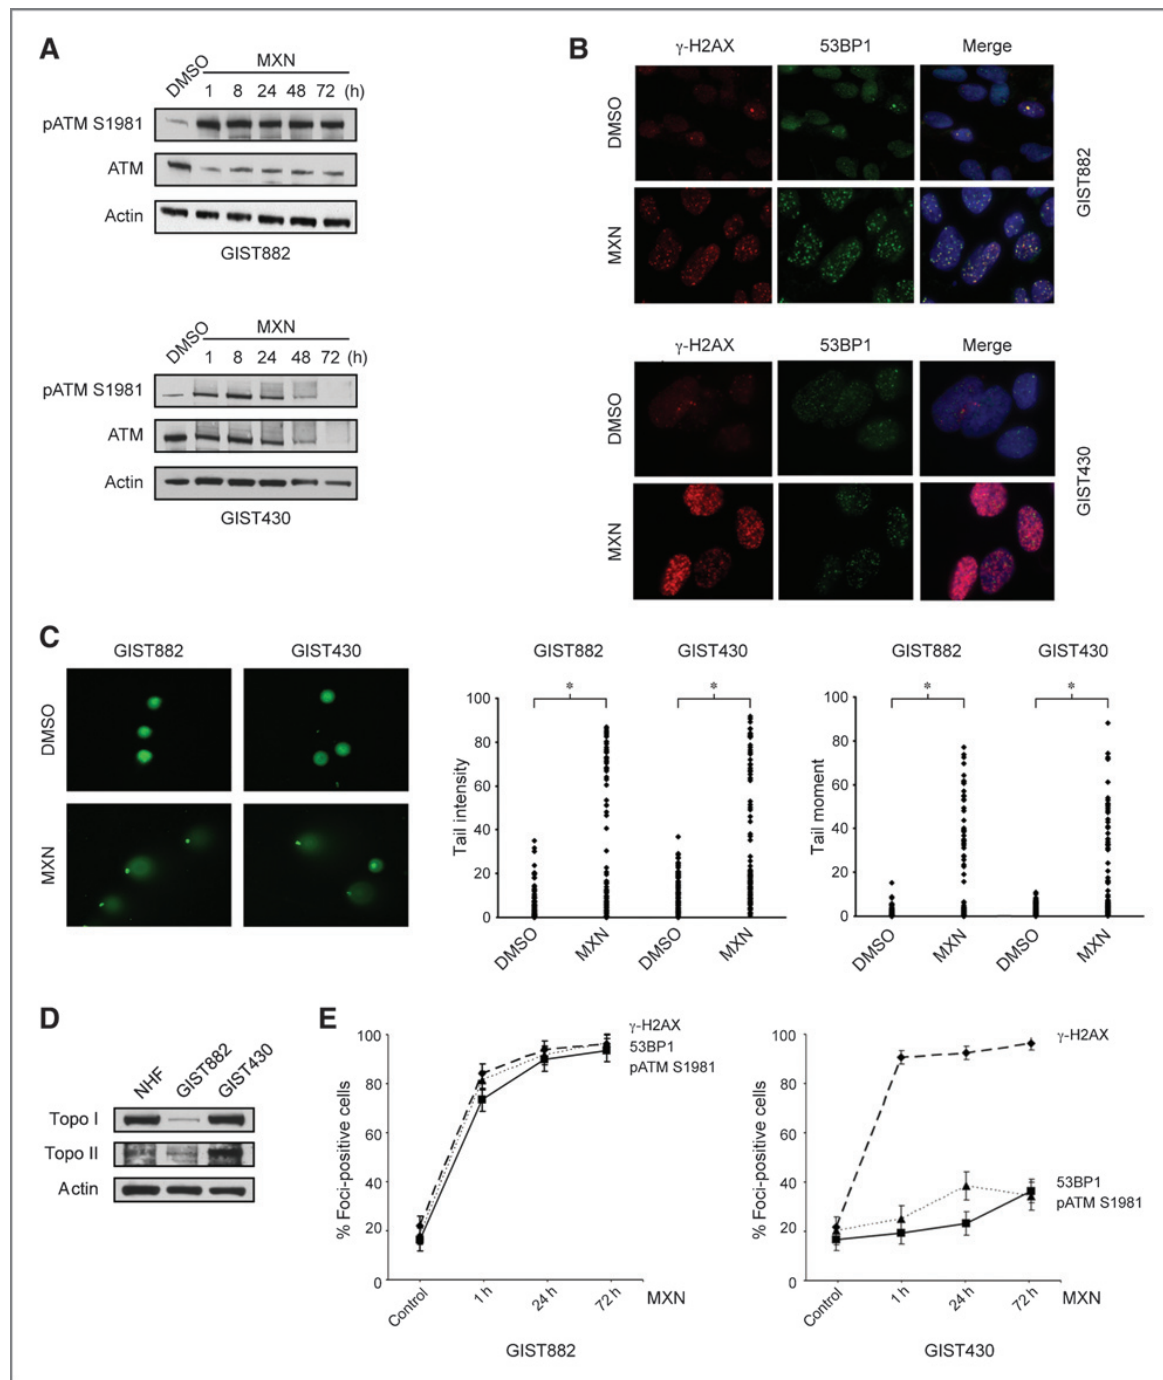 A
DMSO
MXN
1 8 24 48 72 (h)
pATM S1981
ATM
Actin
GIST882
DMSO
MXN
1 8 24 48 72 (h)
pATM S1981
ATM
Actin
GIST430
B
γ-H2AX 53BP1 Merge
DMSO
MXN
GIST882
γ-H2AX 53BP1 Merge
DMSO
MXN
GIST430
C
GIST882 GIST430
DMSO
MXN
GIST882 GIST430
* *
Tail intensity
100
80
60
40
20
0
DMSO MXN DMSO MXN
GIST882 GIST430
* *
Tail moment
100
80
60
40
20
0
DMSO MXN DMSO MXN
D
NHF GIST882 GIST430
Topo I
Topo II
Actin
E
% Foci-positive cells
100
80
60
40
20
0
γ-H2AX
53BP1
pATM S1981
Control 1 h 24 h 72 h MXN
GIST882
% Foci-positive cells
100
80
60
40
20
0
γ-H2AX
53BP1
pATM S1981
Control 1 h 24 h 72 h MXN
GIST430